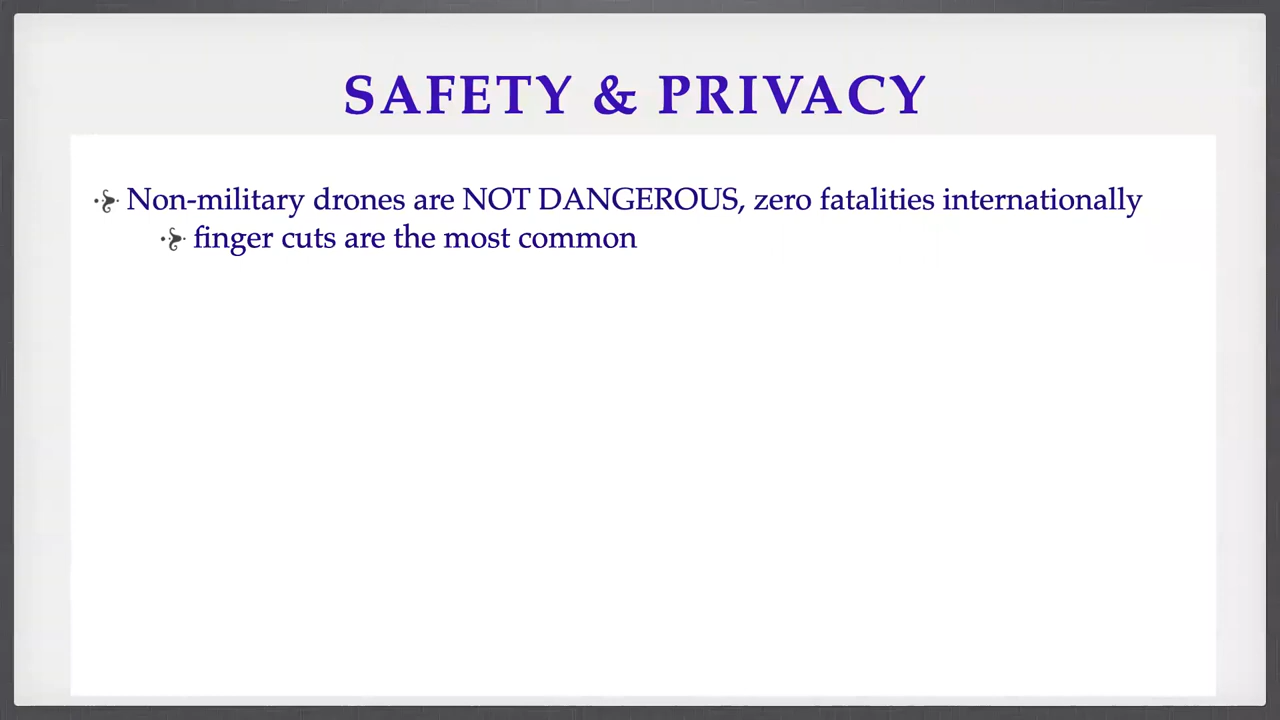 SAFETY & PRIVACY
Non-military drones are NOT DANGEROUS, zero fatalities internationally
finger cuts are the most common